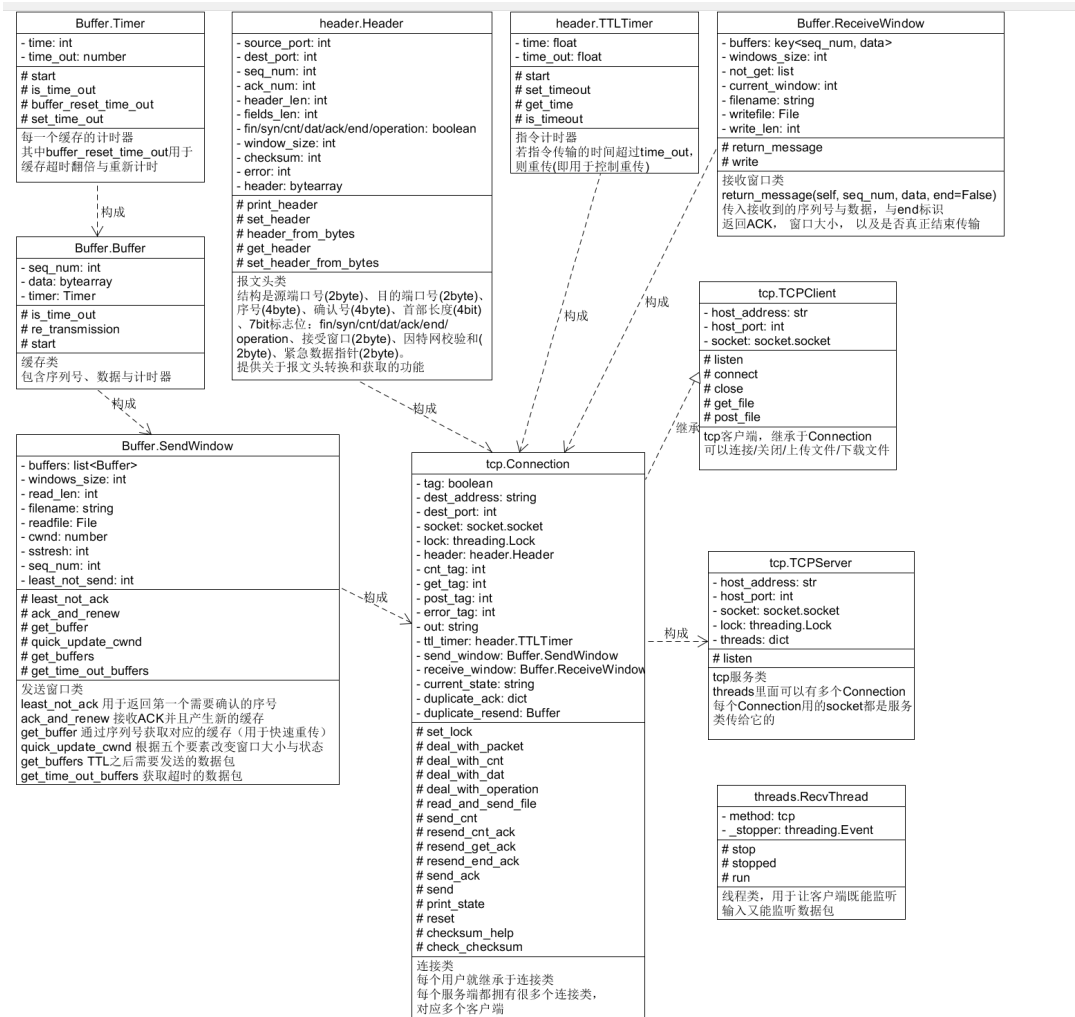 Buffer.Timer
- time: int
- time_out: number
# start
# is_time_out
# buffer_reset_time_out
# set_time_out
每一个缓存的计时器
其中buffer_reset_time_out用于
缓存超时翻倍与重新计时
构成
Buffer.Buffer
- seq_num: int
- data: bytearray
- timer: Timer
# is_time_out
# re_transmission
# start
缓存类
包含序列号、数据与计时器
构成
Buffer.SendWindow
- buffers: list<Buffer>
- windows_size: int
- read_len: int
- filename: string
- readfile: File
- cwnd: number
- sstresh: int
- seq_num: int
- least_not_send: int
# least_not_ack
# ack_and_renew
# get_buffer
# quick_update_cwnd
# get_buffers
# get_time_out_buffers
发送窗口类
least_not_ack 用于返回第一个需要确认的序号
ack_and_renew 接收ACK并且产生新的缓存
get_buffer 通过序列号获取对应的缓存（用于快速重传）
quick_update_cwnd 根据五个要素改变窗口大小与状态
get_buffers TTL之后需要发送的数据包
get_time_out_buffers 获取超时的数据包
构成
header.Header
- source_port: int
- dest_port: int
- seq_num: int
- ack_num: int
- header_len: int
- fields_len: int
- fin/syn/cnt/dat/ack/end/operation: boolean
- window_size: int
- checksum: int
- error: int
- header: bytearray
# print_header
# set_header
# header_from_bytes
# get_header
# set_header_from_bytes
报文头类
结构是源端口号(2byte)、目的端口号(2byte)、
序号(4byte)、确认号(4byte)、首部长度(4bit)
、7bit标志位：fin/syn/cnt/dat/ack/end/
operation、接受窗口(2byte)、因特网校验和(
2byte)、紧急数据指针(2byte)。
提供关于报文头转换和获取的功能
构成
header.TTLTimer
- time: float
- time_out: float
# start
# set_timeout
# get_time
# is_timeout
指令计时器
若指令传输的时间超过time_out,
则重传(即用于控制重传)
构成
Buffer.ReceiveWindow
- buffers: key<seq_num, data>
- windows_size: int
- not_get: list
- current_window: int
- filename: string
- writefile: File
- write_len: int
# return_message
# write
接收窗口类
return_message(self, seq_num, data, end=False)
传入接收到的序列号与数据，与end标识
返回ACK， 窗口大小， 以及是否真正结束传输
构成
tcp.Connection
- tag: boolean
- dest_address: string
- dest_port: int
- socket: socket.socket
- lock: threading.Lock
- header: header.Header
- cnt_tag: int
- get_tag: int
- post_tag: int
- error_tag: int
- out: string
- ttl_timer: header.TTLTimer
- send_window: Buffer.SendWindow
- receive_window: Buffer.ReceiveWindow
- current_state: string
- duplicate_ack: dict
- duplicate_resend: Buffer
# set_lock
# deal_with_packet
# deal_with_cnt
# deal_with_dat
# deal_with_operation
# read_and_send_file
# send_cnt
# resend_cnt_ack
# resend_get_ack
# resend_end_ack
# send_ack
# send
# print_state
# reset
# checksum_help
# check_checksum
连接类
每个用户就继承于连接类
每个服务端都拥有很多个连接类，
对应多个客户端
继承
tcp.TCPClient
- host_address: str
- host_port: int
- socket: socket.socket
# listen
# connect
# close
# get_file
# post_file
tcp客户端，继承于Connection
可以连接/关闭/上传文件/下载文件
构成
tcp.TCPServer
- host_address: str
- host_port: int
- socket: socket.socket
- lock: threading.Lock
- threads: dict
# listen
tcp服务类
threads里面可以有多个Connection
每个Connection用的socket都是服务
类传给它的
threads.RecvThread
- method: tcp
- _stopper: threading.Event
# stop
# stopped
# run
线程类，用于让客户端既能监听
输入又能监听数据包